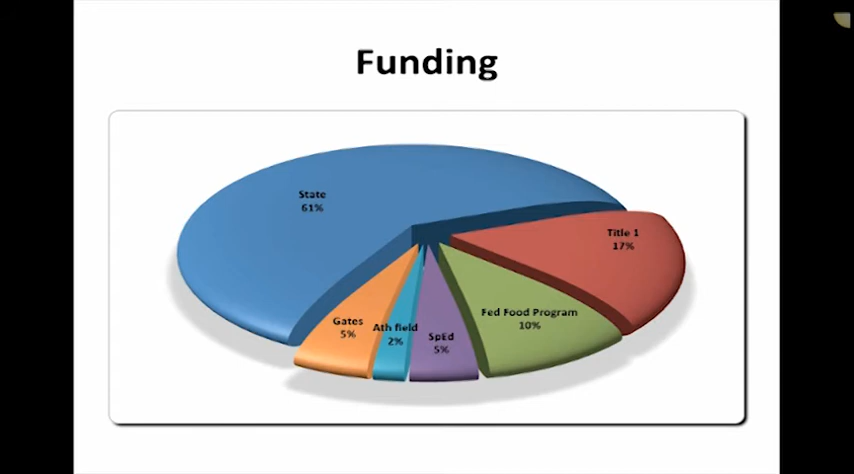 Funding
State
61%
Title 1
17%
Fed Food Program
10%
SpEd
5%
Ath field
2%
Gates
5%